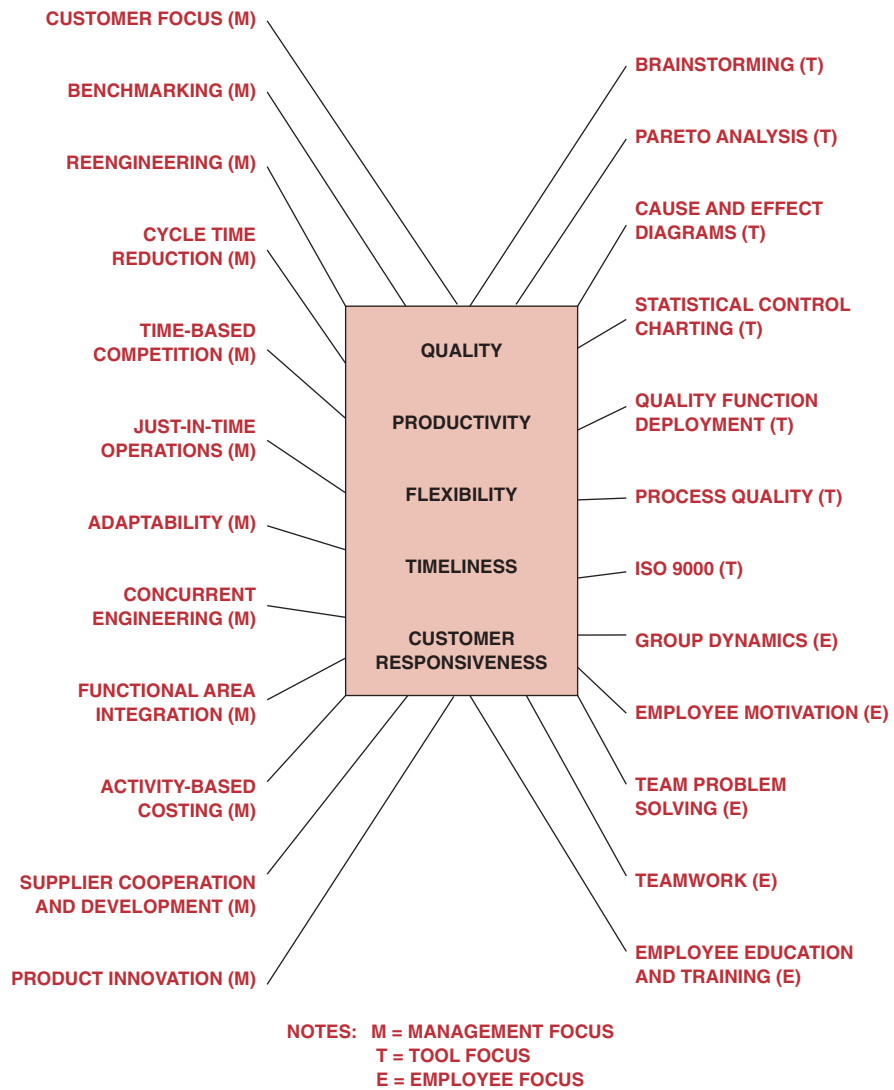 CUSTOMER FOCUS (M)
BENCHMARKING (M)
REENGINEERING (M)
CYCLE TIME
REDUCTION (M)
TIME-BASED
COMPETITION (M)
JUST-IN-TIME
OPERATIONS (M)
ADAPTABILITY (M)
CONCURRENT
ENGINEERING (M)
FUNCTIONAL AREA
INTEGRATION (M)
ACTIVITY-BASED
COSTING (M)
SUPPLIER COOPERATION
AND DEVELOPMENT (M)
PRODUCT INNOVATION (M)
QUALITY
PRODUCTIVITY
FLEXIBILITY
TIMELINESS
CUSTOMER
RESPONSIVENESS
BRAINSTORMING (T)
PARETO ANALYSIS (T)
CAUSE AND EFFECT
DIAGRAMS (T)
STATISTICAL CONTROL
CHARTING (T)
QUALITY FUNCTION
DEPLOYMENT (T)
PROCESS QUALITY (T)
ISO 9000 (T)
GROUP DYNAMICS (E)
EMPLOYEE MOTIVATION (E)
TEAM PROBLEM
SOLVING (E)
TEAMWORK (E)
EMPLOYEE EDUCATION
AND TRAINING (E)
NOTES: M = MANAGEMENT FOCUS
T = TOOL FOCUS
E = EMPLOYEE FOCUS